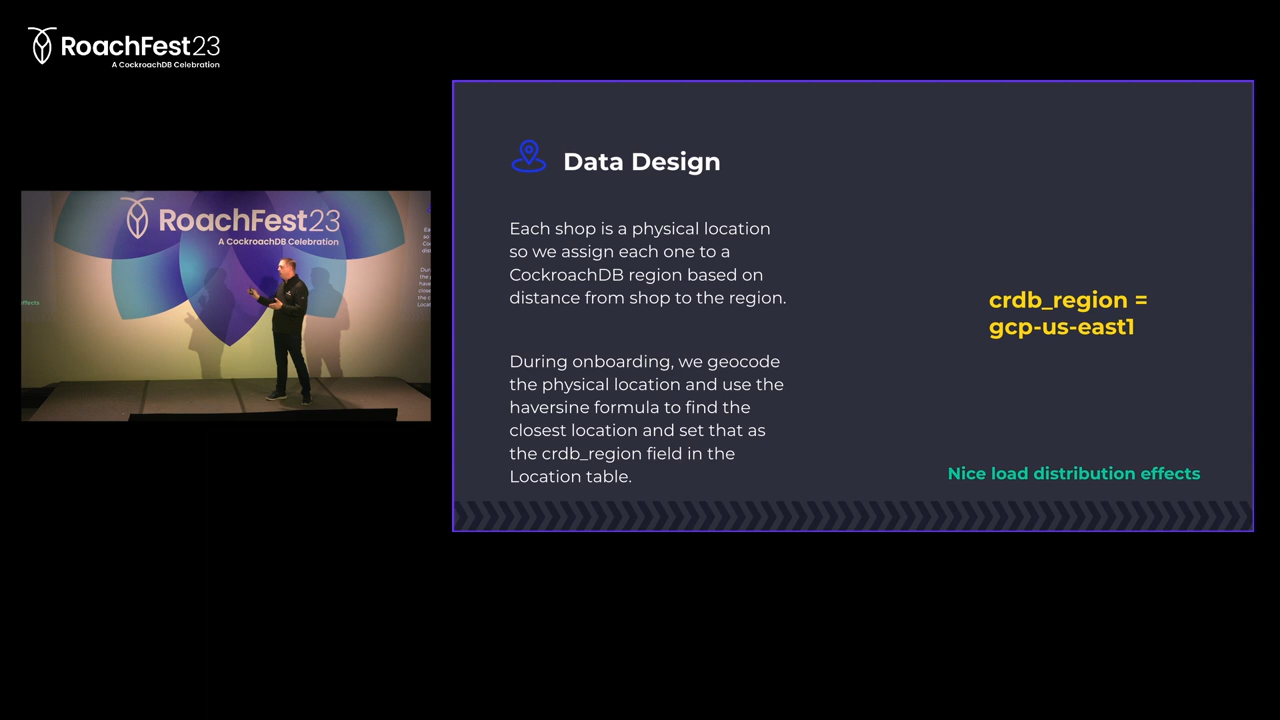 RoachFest23
A CockroachDB Celebration
RoachFest23
A CockroachDB Celebration
effects
Data Design
Each shop is a physical location
so we assign each one to a
CockroachDB region based on
distance from shop to the region.
During onboarding, we geocode
the physical location and use the
haversine formula to find the
closest location and set that as
the crdb_region field in the
Location table.
crdb_region =
gcp-us-east1
Nice load distribution effects